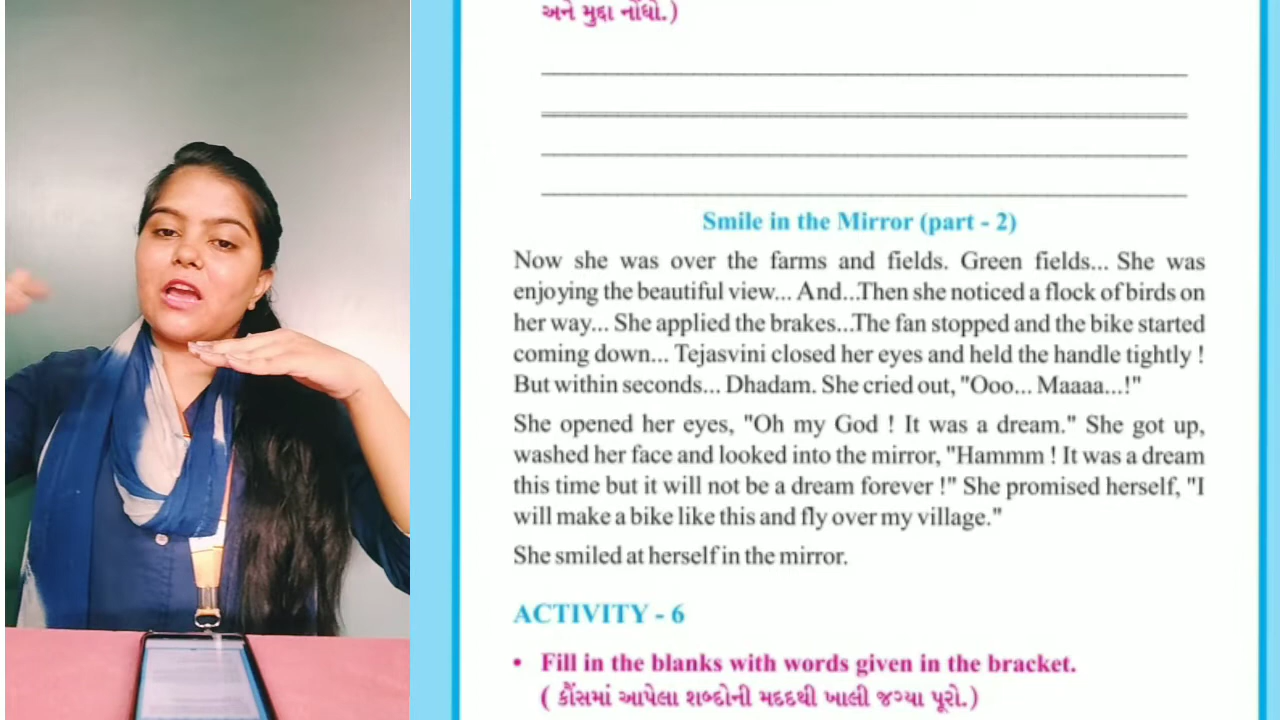 અને મુદ્દા નોંધો.)
Smile in the Mirror (part - 2)
Now she was over the farms and fields. Green fields... She was
enjoying the beautiful view... And...Then she noticed a flock of birds on
her way... She applied the brakes...The fan stopped and the bike started
coming down... Tejasvini closed her eyes and held the handle tightly !
But within seconds... Dhadam. She cried out, "Ooo... Maaaa...!"
She opened her eyes, "Oh my God ! It was a dream." She got up,
washed her face and looked into the mirror, "Hammm ! It was a dream
this time but it will not be a dream forever !" She promised herself, "I
will make a bike like this and fly over my village."
She smiled at herself in the mirror.
ACTIVITY - 6
• Fill in the blanks with words given in the bracket.
( કૌંસમાં આપેલા શબ્દોની મદદથી ખાલી જગ્યા પૂરો.)